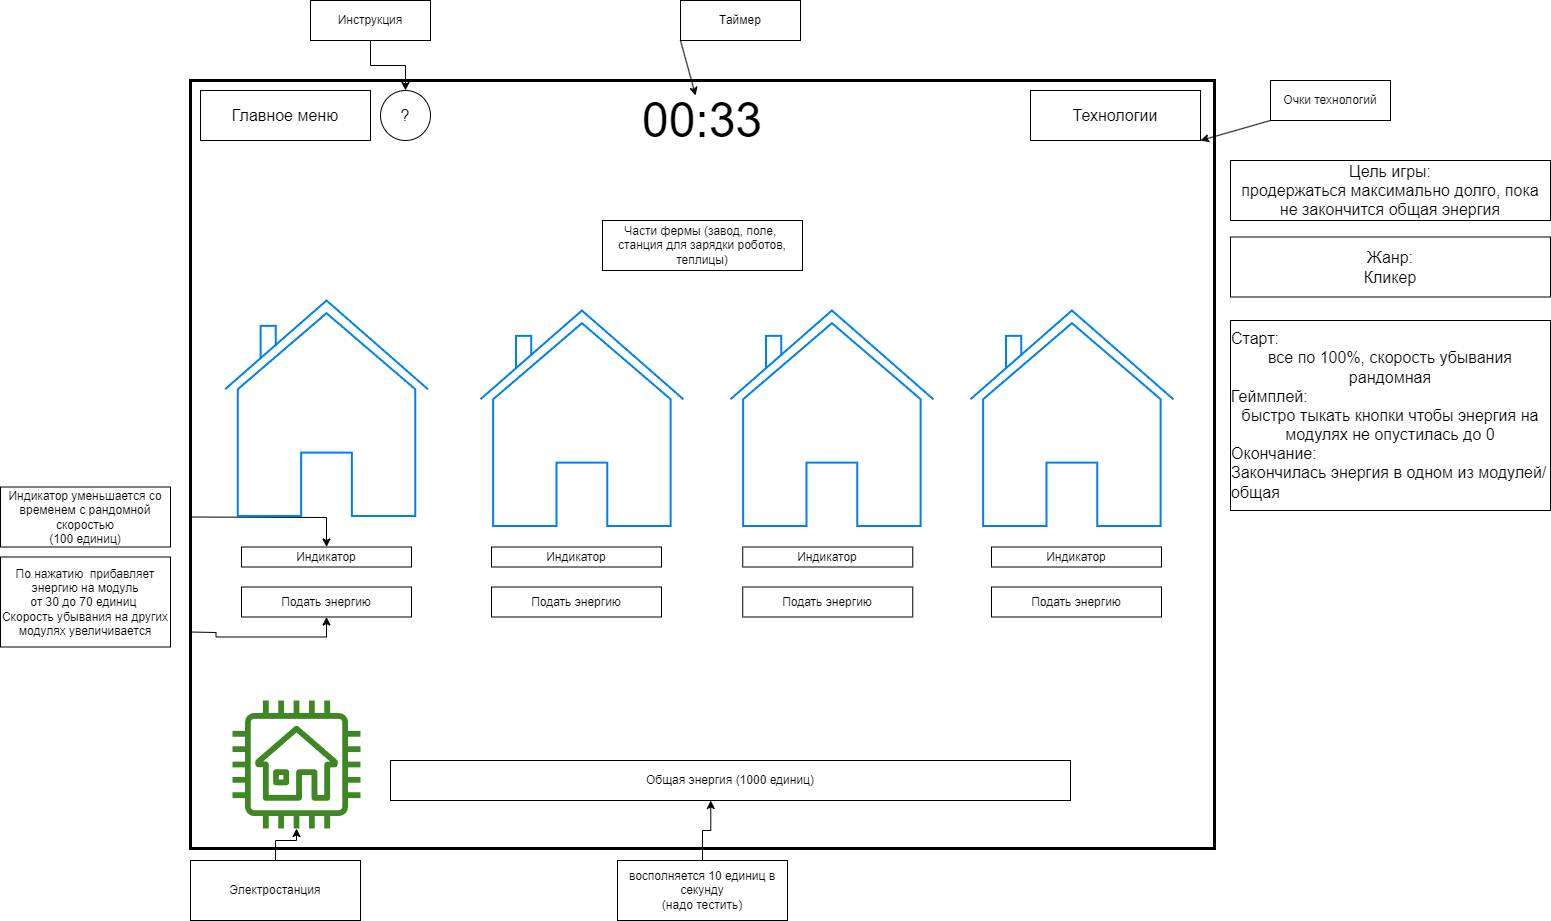 Инструкция
Таймер
Главное меню
?
00:33
Технологии
Очки технологий
Цель игры:
продержаться максимально долго, пока
не закончится общая энергия
Части фермы (завод, поле,
станция для зарядки роботов,
теплицы)
Жанр:
Кликер
Старт:
все по 100%, скорость убывания
рандомная
Геймплей:
быстро тыкать кнопки чтобы энергия на
модулях не опустилась до 0
Окончание:
Закончилась энергия в одном из модулей/
общая
Индикатор уменьшается со
временем с рандомной
скоростью
(100 единиц)
Индикатор
Индикатор
Индикатор
Индикатор
По нажатию прибавляет
энергию на модуль
от 30 до 70 единиц
Скорость убывания на других
модулях увеличивается
Подать энергию
Подать энергию
Подать энергию
Подать энергию
Общая энергия (1000 единиц)
Электростанция
восполняется 10 единиц в
секунду
(надо тестить)